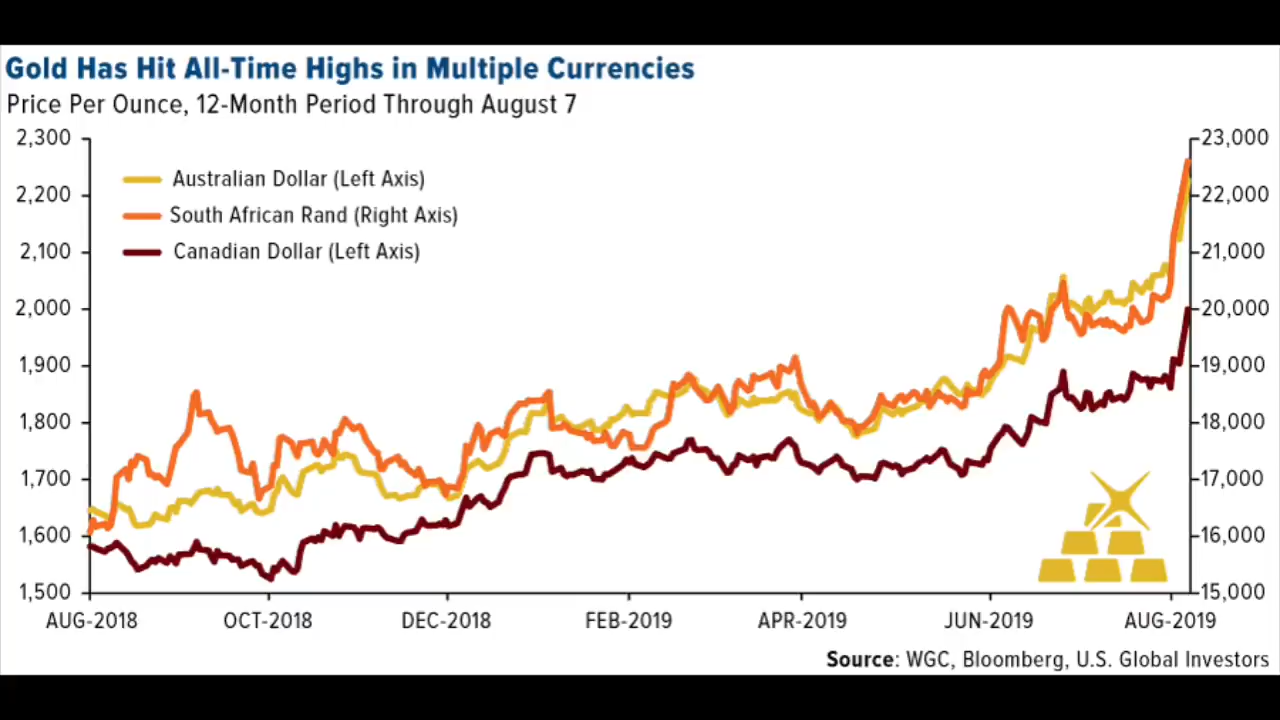 Gold Has Hit All-Time Highs in Multiple Currencies
Price Per Ounce, 12-Month Period Through August 7
2,300
2,200
2,100
2,000
1,900
1,800
1,700
1,600
1,500
Australian Dollar (Left Axis)
South African Rand (Right Axis)
Canadian Dollar (Left Axis)
23,000
22,000
21,000
20,000
19,000
18,000
17,000
16,000
15,000
AUG-2018 OCT-2018 DEC-2018 FEB-2019 APR-2019 JUN-2019 AUG-2019
Source: WGC, Bloomberg, U.S. Global Investors